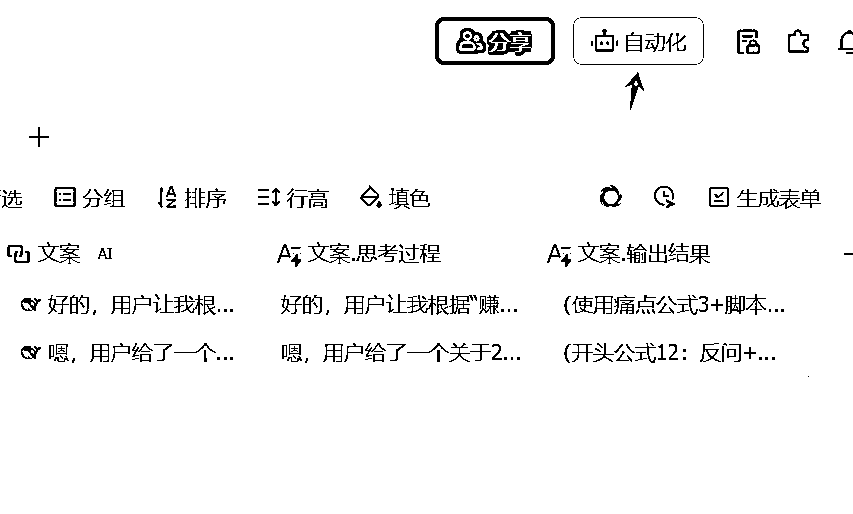 分享 自动化
选 分组 排序 行高 填色 生成表单
文案 AI 文案.思考过程 文案.输出结果
好的，用户让我根... 好的，用户让我根据“赚... (使用痛点公式3+脚本...
嗯，用户给了一个... 嗯，用户给了一个关于2... (开头公式12：反问+...